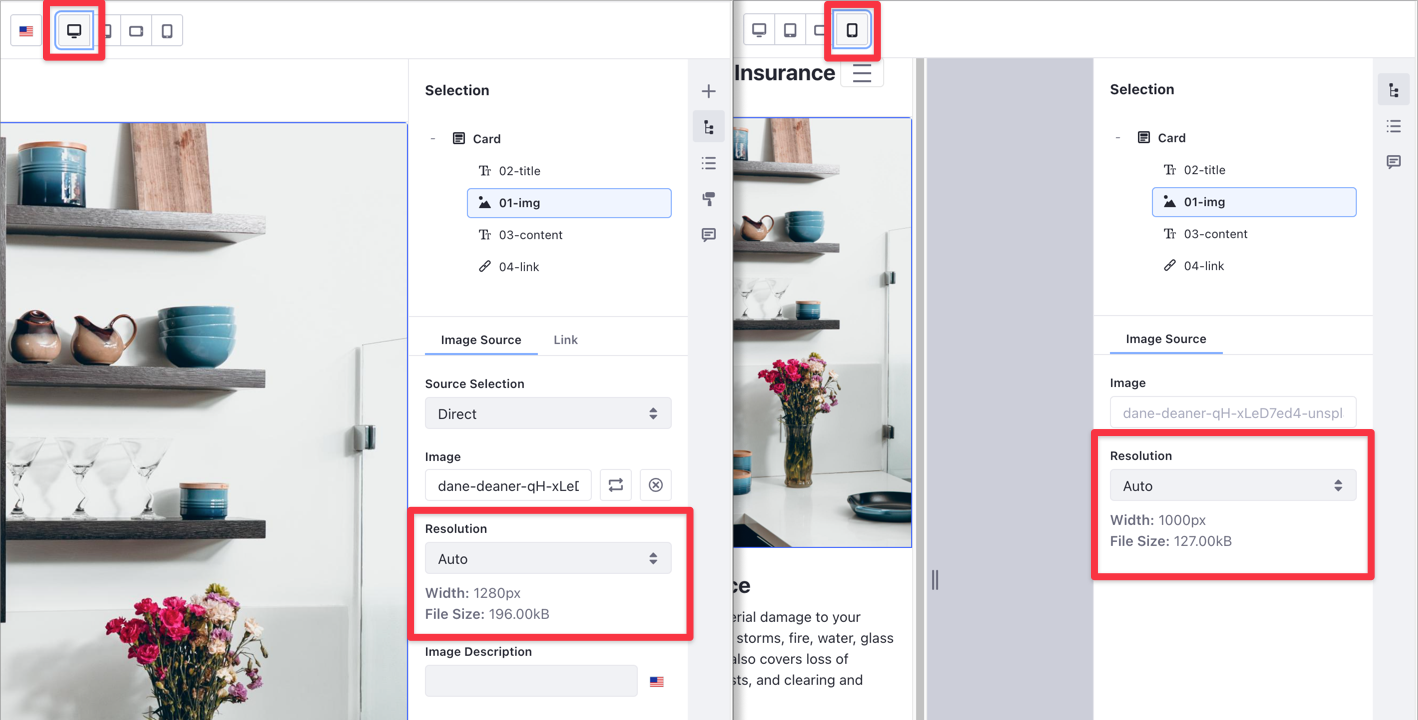 Selection
Card
02-title
01-img
03-content
04-link
Image Source
Link
Source Selection
Direct
Image
dane-deaner-qH-xLeD
Resolution
Auto
Width: 1280px
File Size: 196.00kB
Image Description
Insurance
ce
erial damage to your
storms, fire, water, glass
also covers loss of
sts, and clearing and
Selection
Card
02-title
01-img
03-content
04-link
Image Source
Image
dane-deaner-qH-xLeD7ed4-unspl
Resolution
Auto
Width: 1000px
File Size: 127.00kB